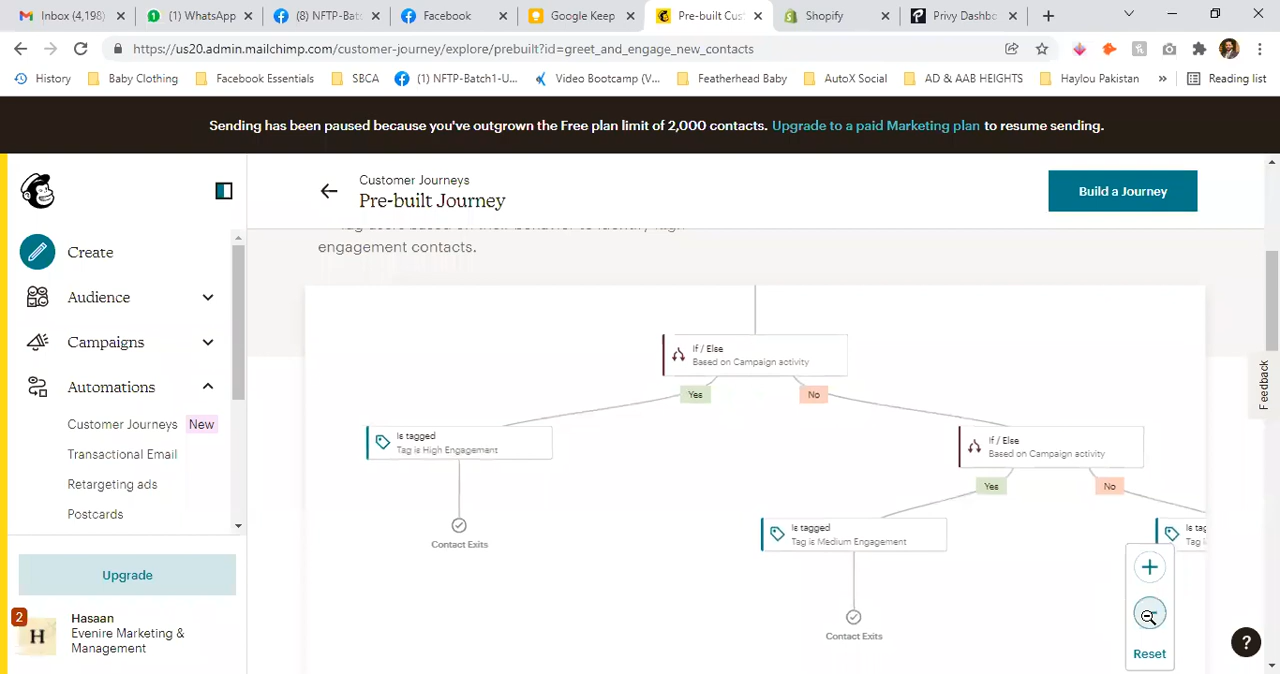 Inbox (4,198)
(1) WhatsApp
(8) NFTP-Bat
Facebook
Google Keep
Pre-built Cus
Shopify
Privy Dashbo
https://us20.admin.mailchimp.com/customer-journey/explore/prebuilt?id=greet_and_engage_new_contacts
History
Baby Clothing
Facebook Essentials
SBCA
(1) NFTP-Batch1-U...
Video Bootcamp (V...
Featherhead Baby
AutoX Social
AD & AAB HEIGHTS
Haylou Pakistan
»
Reading list
Sending has been paused because you've outgrown the Free plan limit of 2,000 contacts. Upgrade to a paid Marketing plan to resume sending.
Customer Journeys
Pre-built Journey
Build a Journey
Create
Audience
Campaigns
Automations
Customer Journeys New
Transactional Email
Retargeting ads
Postcards
Upgrade
2
H
Hasaan
Evenire Marketing &
Management
engagement contacts.
If / Else
Based on Campaign activity
Yes
No
Is tagged
Tag is High Engagement
Contact Exits
If / Else
Based on Campaign activity
Yes
No
Is tagged
Tag is Medium Engagement
Contact Exits
Is tag
Tag
Reset
Feedback
?